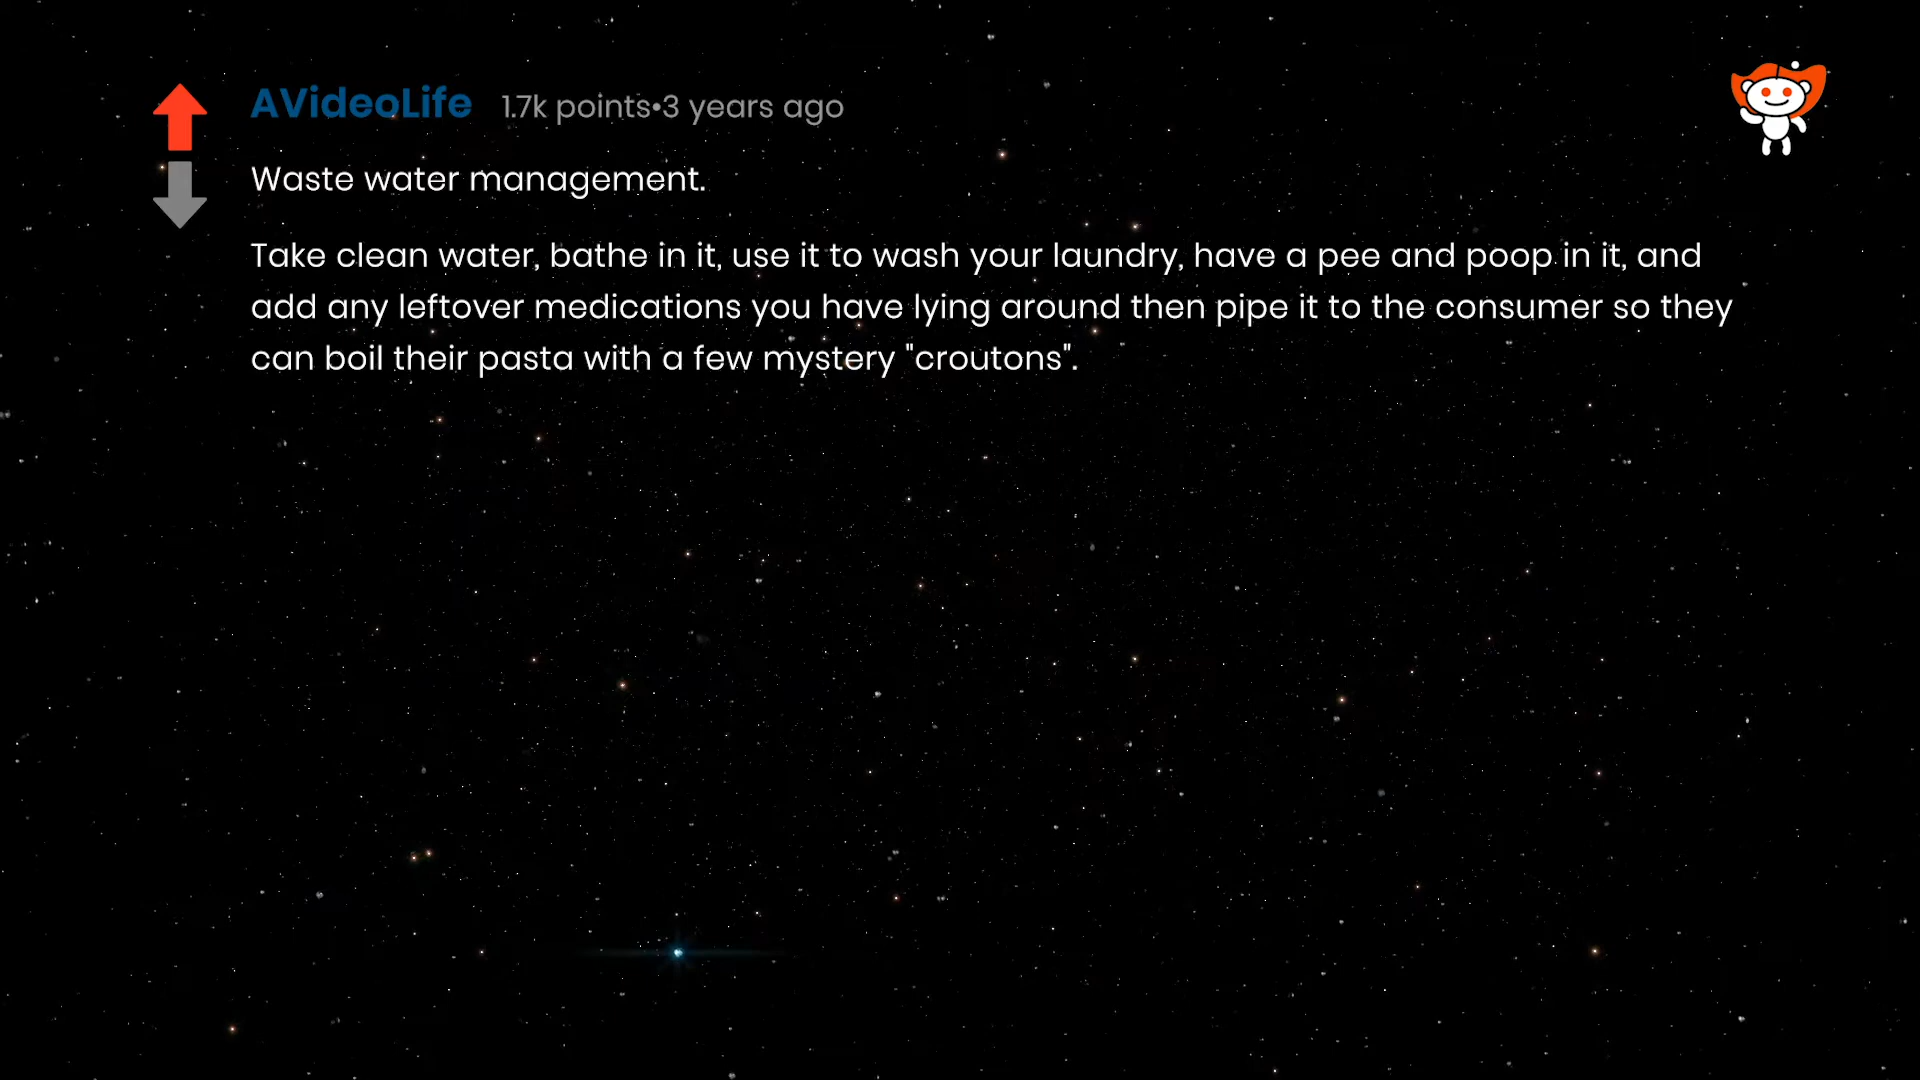 AVideoLife 1.7k points•3 years ago
Waste water management.
Take clean water, bathe in it, use it to wash your laundry, have a pee and poop in it, and
add any leftover medications you have lying around then pipe it to the consumer so they
can boil their pasta with a few mystery "croutons".